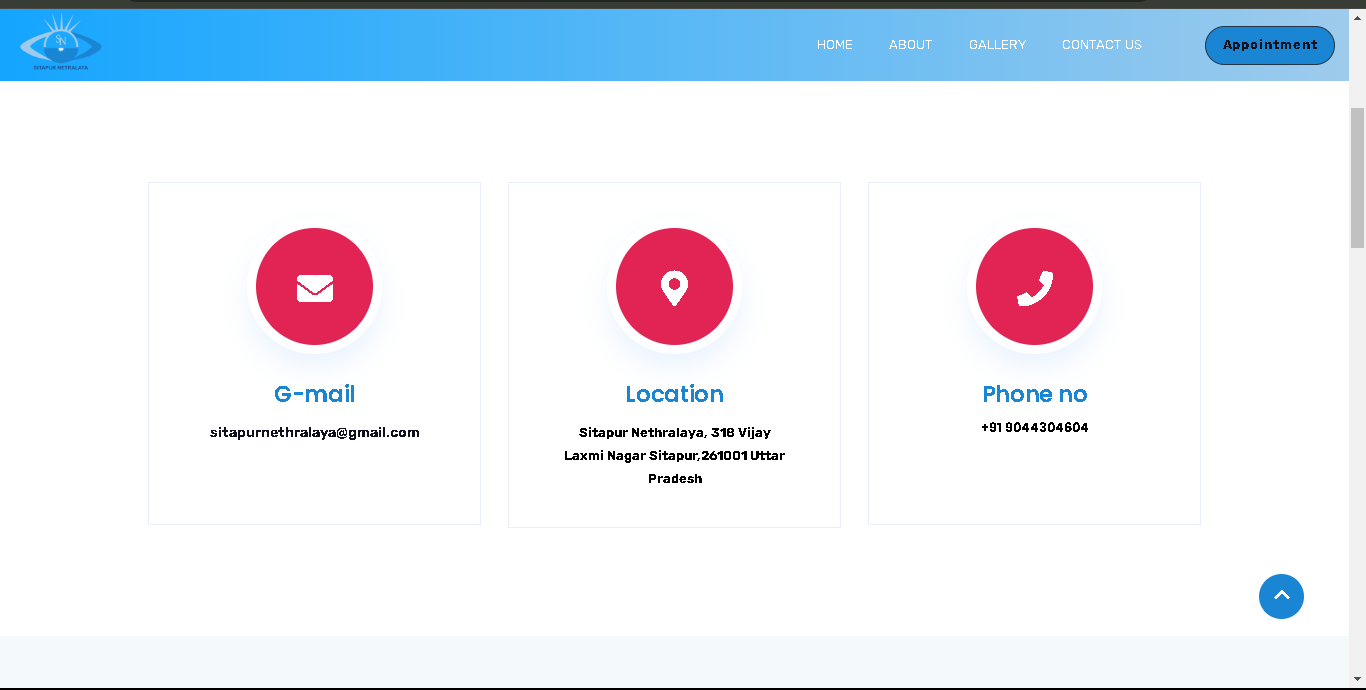 SN
SITAPUR NETRALAYA
HOME
ABOUT
GALLERY
CONTACT US
Appointment
G-mail
sitapurnethralaya@gmail.com
Location
Sitapur Nethralaya, 318 Vijay
Laxmi Nagar Sitapur,261001 Uttar
Pradesh
Phone no
+91 9044304604